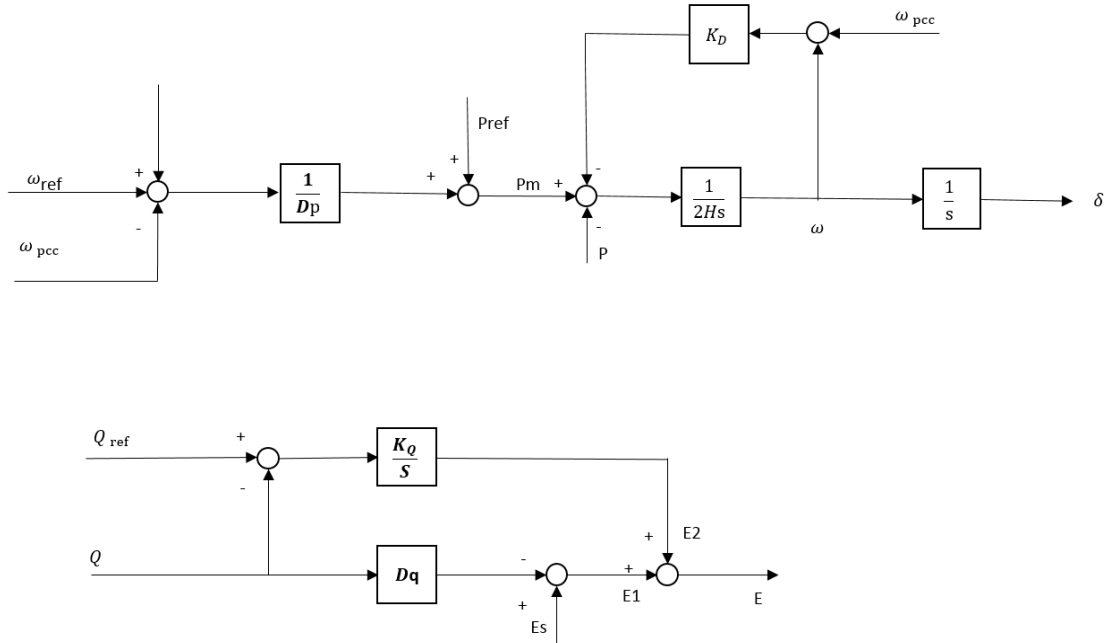 K_D
ω pcc
Pref
+
+
ω_ref
+
1
Dp
+
Pm
+
-
1
2Hs
1
s
δ
-
ω pcc
-
P
ω
Q ref
+
K_Q
S
-
Q
Dq
-
+
E2
+
E1
E
+
Es